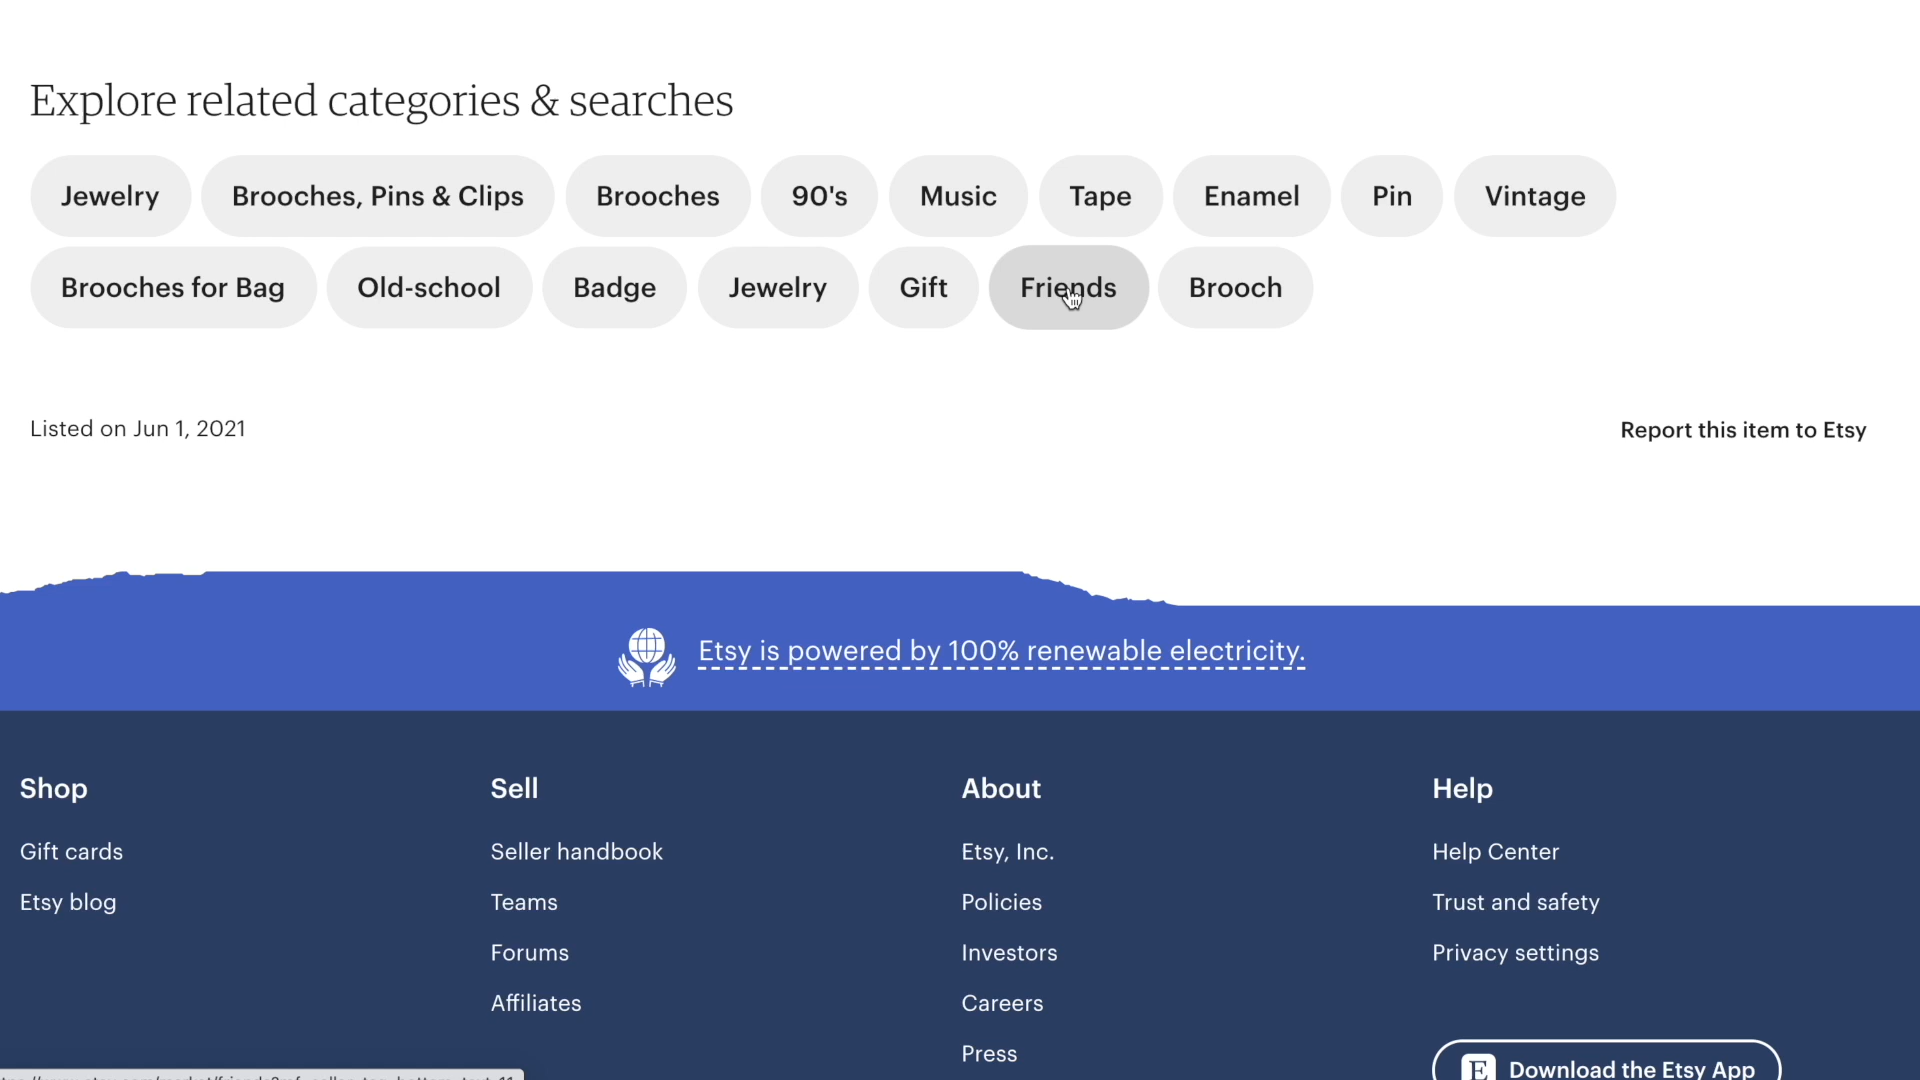 Explore related categories & searches
Jewelry Brooches, Pins & Clips Brooches 90's Music Tape Enamel Pin Vintage
Brooches for Bag Old-school Badge Jewelry Gift Friends Brooch
Listed on Jun 1, 2021 Report this item to Etsy
Etsy is powered by 100% renewable electricity.
Shop Sell About Help
Gift cards Seller handbook Etsy, Inc. Help Center
Etsy blog Teams Policies Trust and safety
Forums Investors Privacy settings
Affiliates Careers
Press
E Download the Etsy App